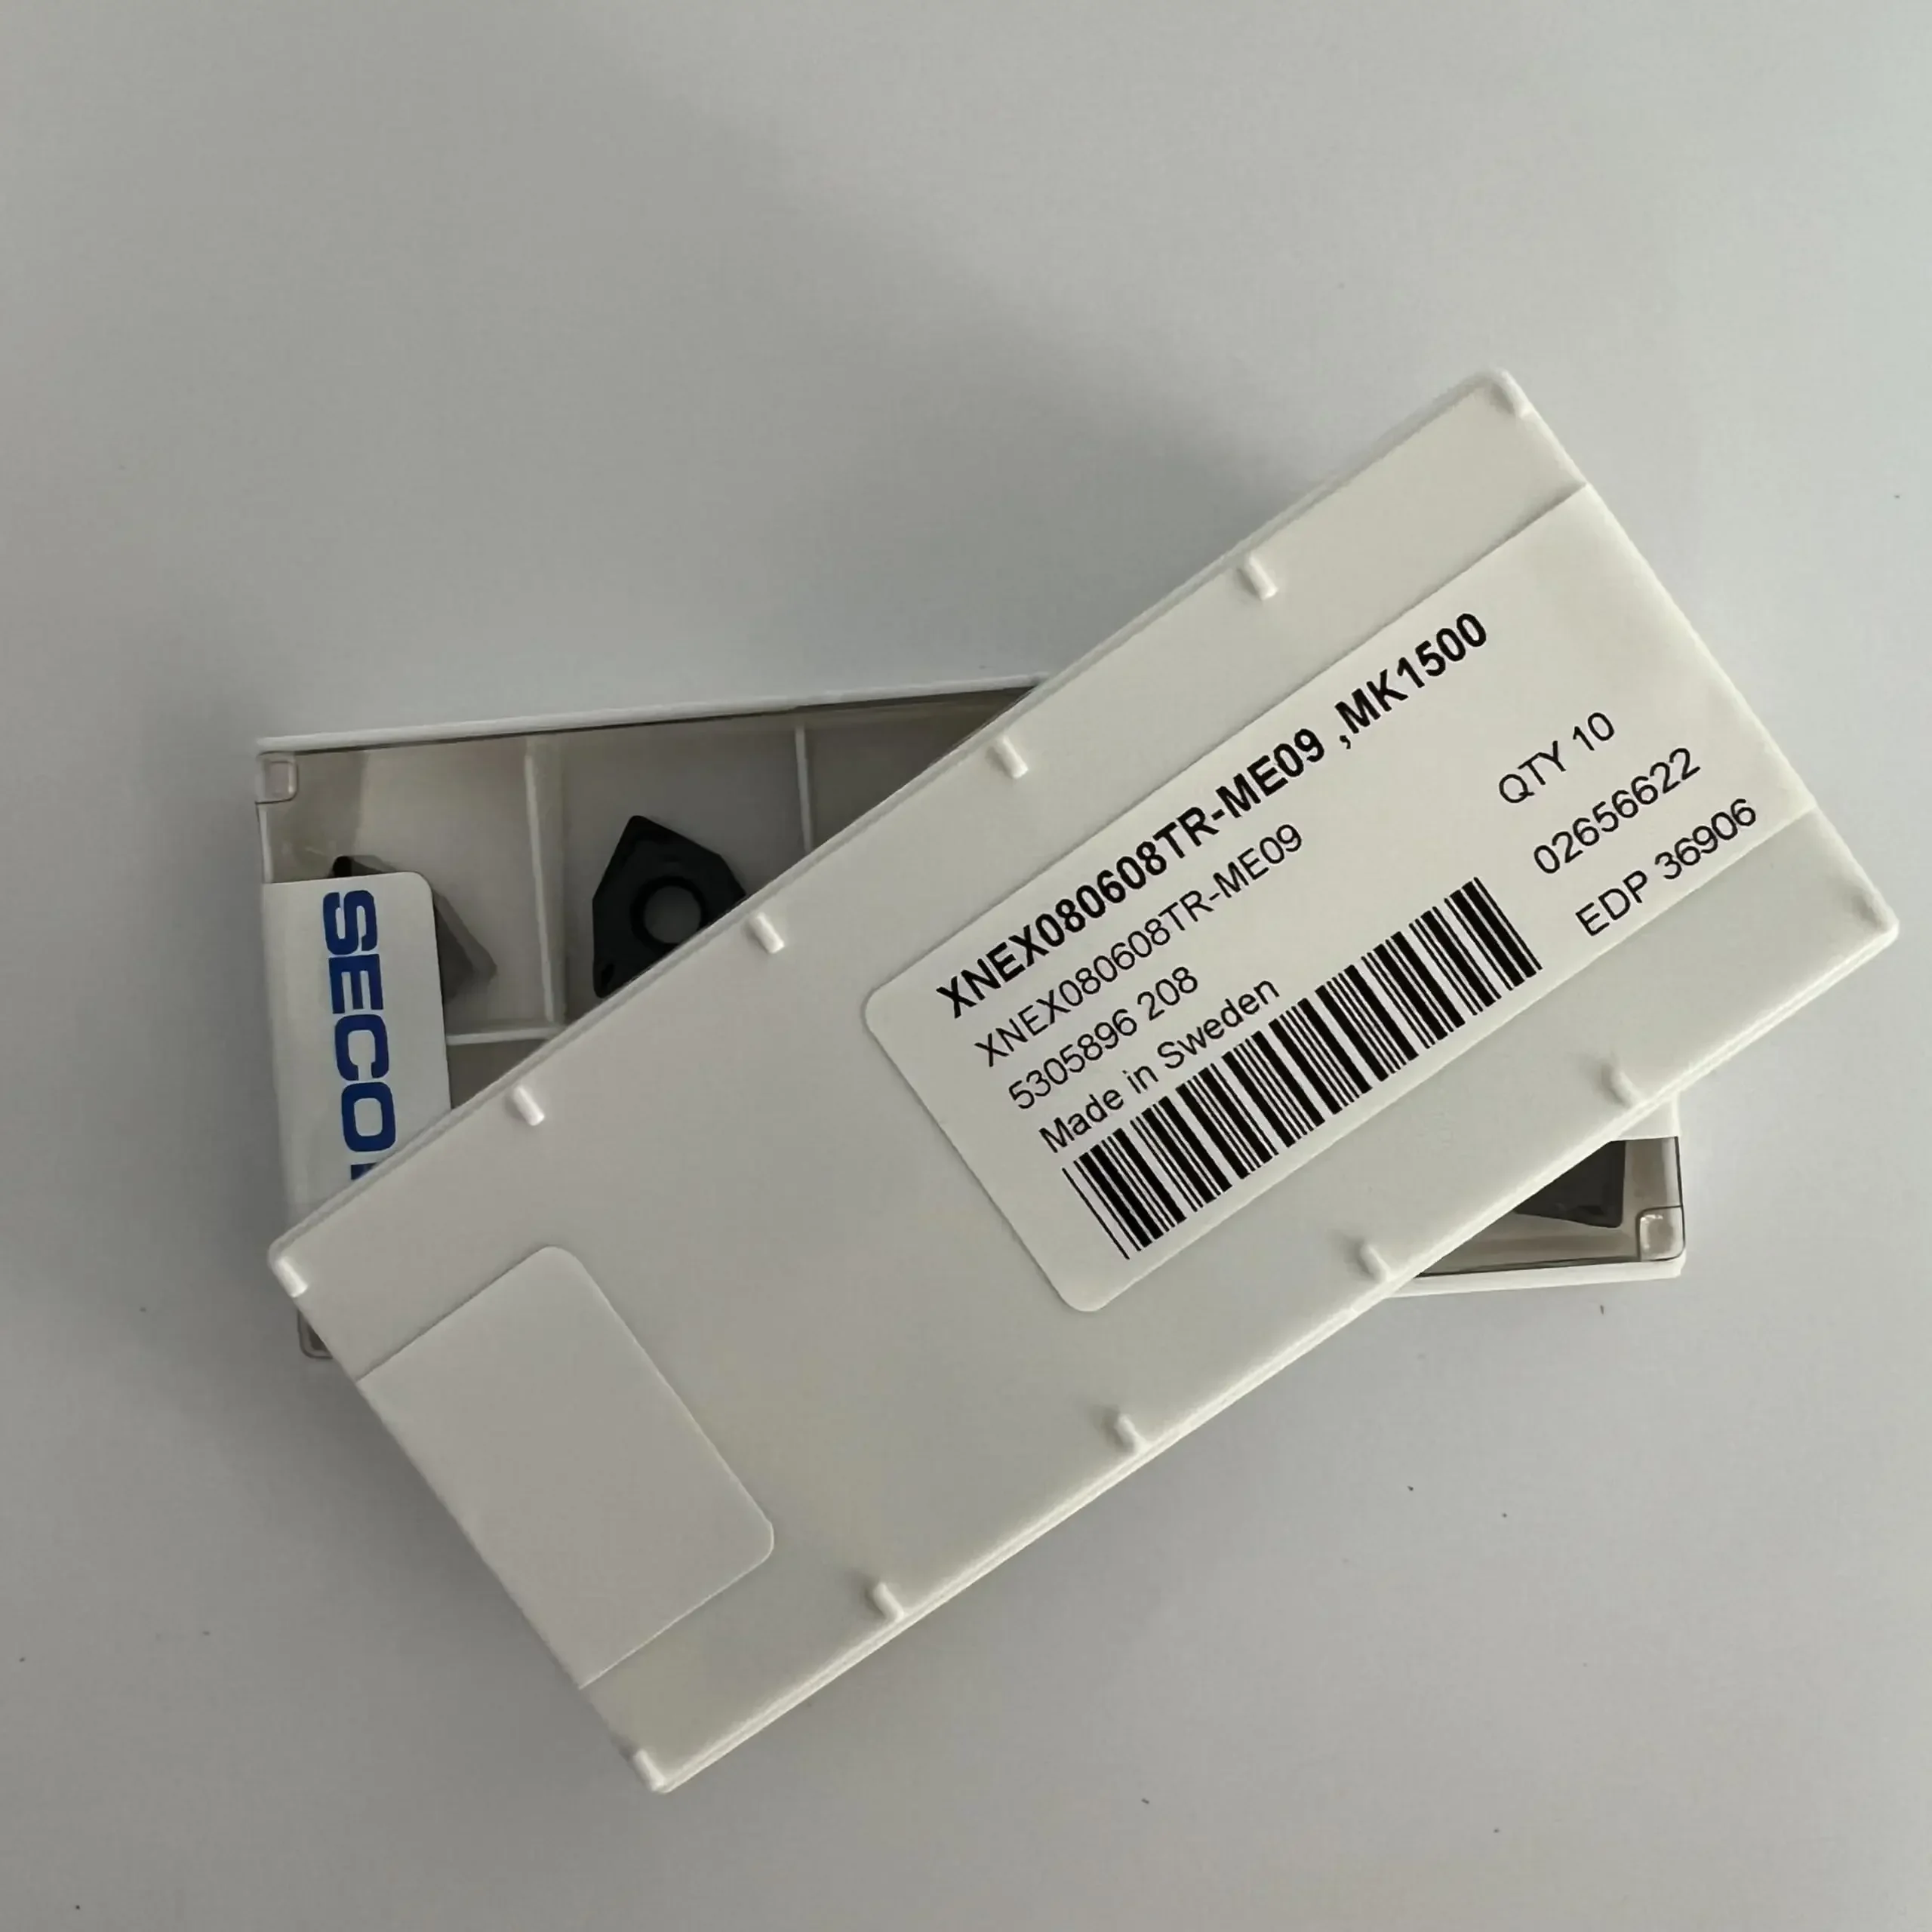 SECO
XNEX080608TR-ME09 ,MK1500
XNEX080608TR-ME09
QTY 10
5305896 208
02656622
Made in Sweden
EDP 36906